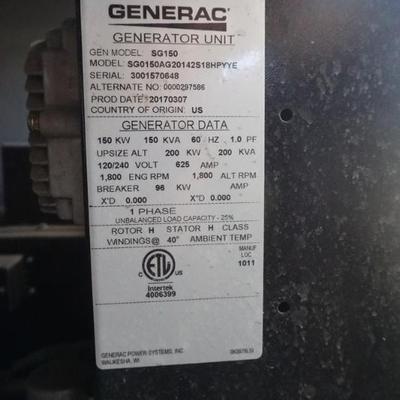 GENERAC
GENERATOR UNIT
GEN MODEL: SG150
MODEL: SG0150AG20142S18HPYYE
SERIAL: 3001570648
ALTERNATE NO: 0000297586
PROD DATE: 20170307
COUNTRY OF ORIGIN: US
GENERATOR DATA
150 KW 150 KVA 60 HZ 1.0 PF
UPSIZE ALT 200 KW 200 KVA
120/240 VOLT 625 AMP
1,800 ENG RPM 1,800 ALT RPM
BREAKER 96 KW AMP
X'D 0.000 X"D 0.000
1 PHASE
UNBALANCED LOAD CAPACITY - 25%
ROTOR H STATOR H CLASS
WINDINGS@ 40° AMBIENT TEMP
C ETL US
MANUF
LOC
1011
Intertek
4006399
GENERAC POWER SYSTEMS, INC.
WAUKESHA, WI